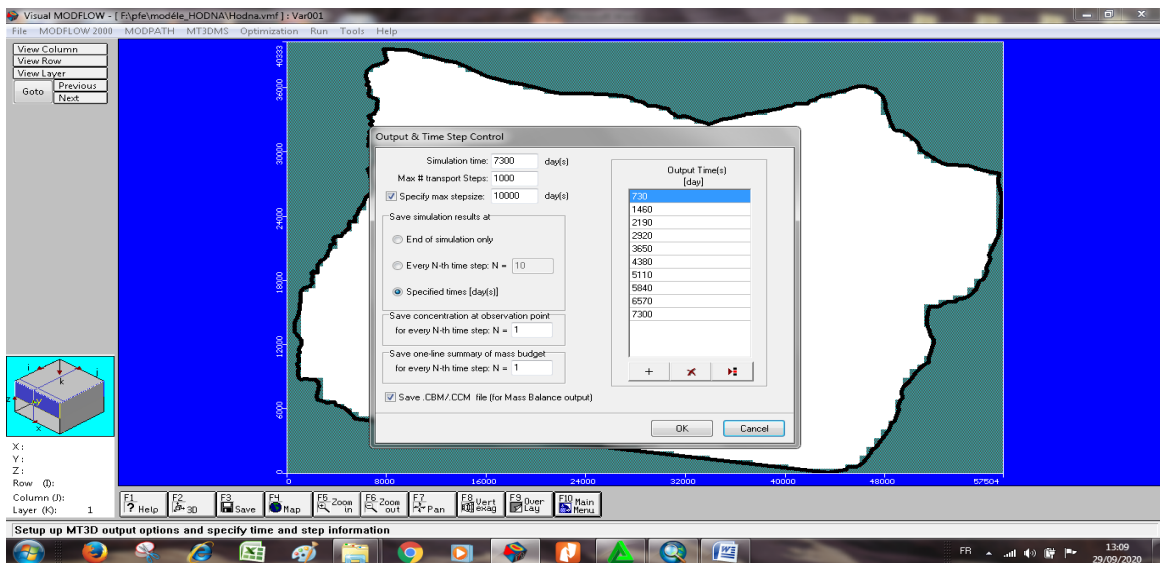 Visual MODFLOW - [ F:\pfe\modéle_HODNA\Hodna.vmf ] : Var001
File MODFLOW 2000 MODPATH MT3DMS Optimization Run Tools Help
View Column
View Row
View Layer
Goto Previous
Next
40333
36000
30000
24000
18000
12000
6000
0
0 8000 16000 24000 32000 40000 48000 57504
Output & Time Step Control
Simulation time: 7300 day(s)
Max # transport Steps: 1000
Specify max stepsize: 10000 day(s)
Save simulation results at
End of simulation only
Every N-th time step: N = 10
Specified times [day(s)]
Save concentration at observation point
for every N-th time step: N = 1
Save one-line summary of mass budget
for every N-th time step: N = 1
Save .CBM/.CCM file (for Mass Balance output)
Output Time(s)
[day]
730
1460
2190
2920
3650
4380
5110
5840
6570
7300
OK Cancel
i j
k
z
x
X :
Y :
Z :
Row (I):
Column (J):
Layer (K): 1
F1 ? Help
F2 3D
F3 Save
F4 Map
F5 Zoom in
F6 Zoom out
F7 Pan
F8 Vert exag
F9 Over Lay
F10 Main Menu
Setup up MT3D output options and specify time and step information
FR
13:09
29/09/2020